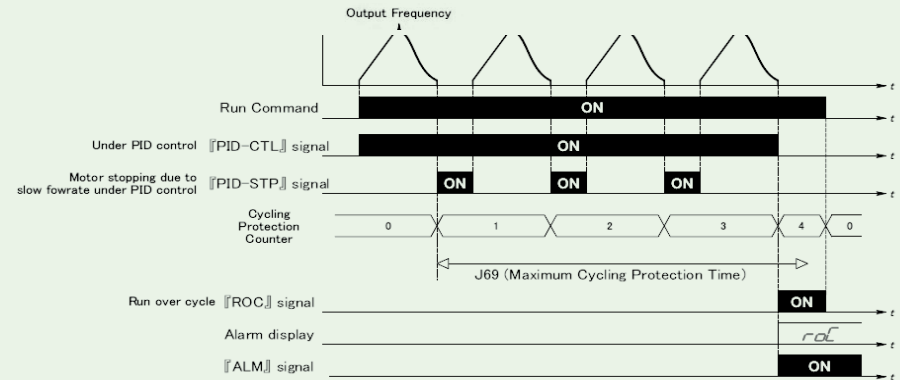 Output Frequency
t
Run Command ON
t
Under PID control 『PID-CTL』 signal ON
t
Motor stopping due to
slow fowrate under PID control 『PID-STP』 signal ON ON ON
t
Cycling
Protection
Counter
0 1 2 3 4 0
J69 (Maximum Cycling Protection Time)
Run over cycle 『ROC』 signal ON
t
Alarm display roC
t
『ALM』 signal ON
t